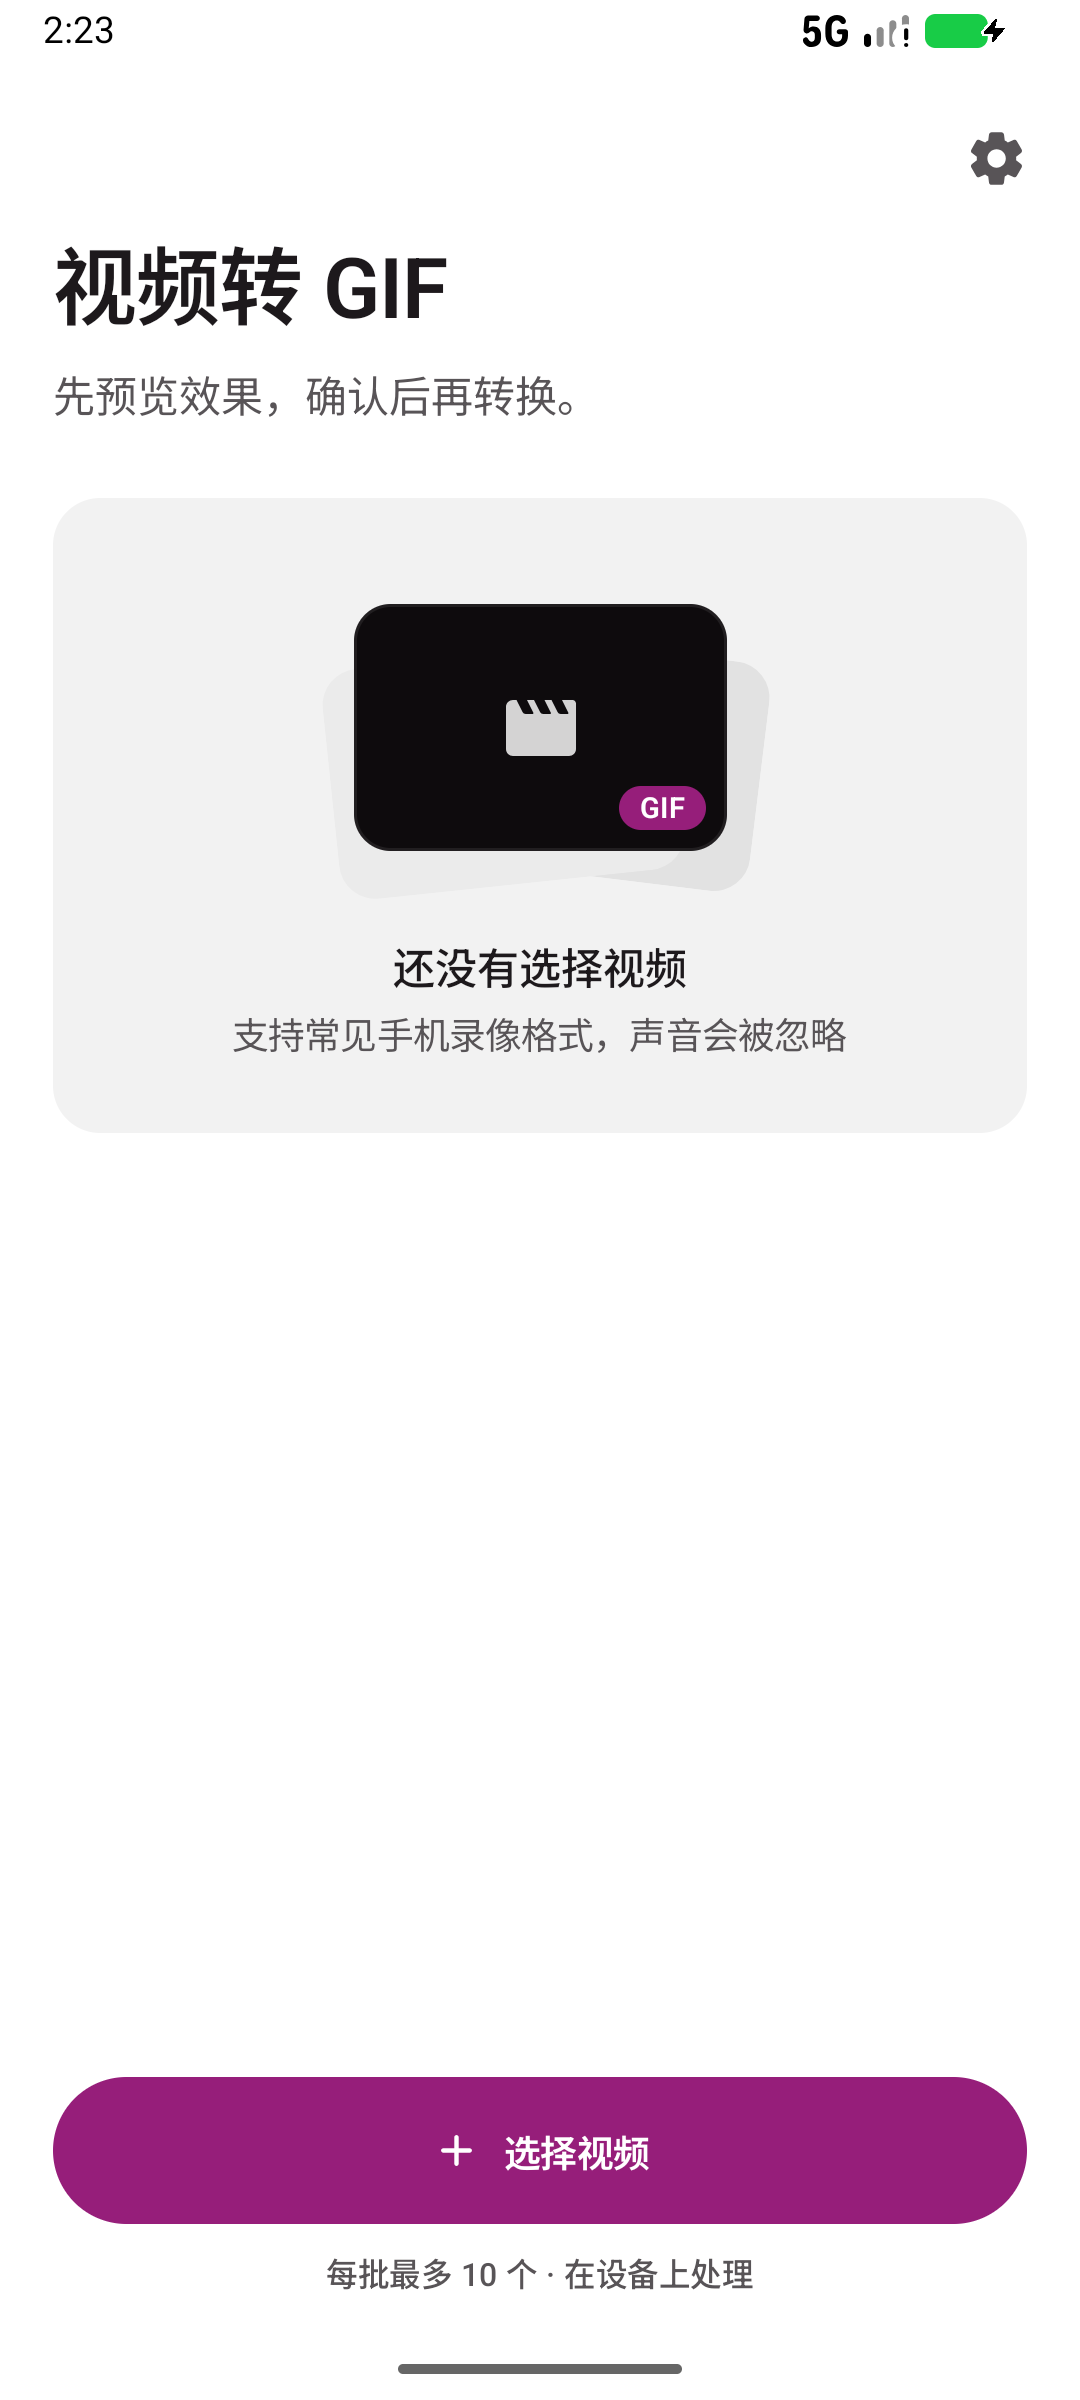 2:23
5G
视频转 GIF
先预览效果，确认后再转换。
GIF
还没有选择视频
支持常见手机录像格式，声音会被忽略
选择视频
每批最多 10 个 · 在设备上处理